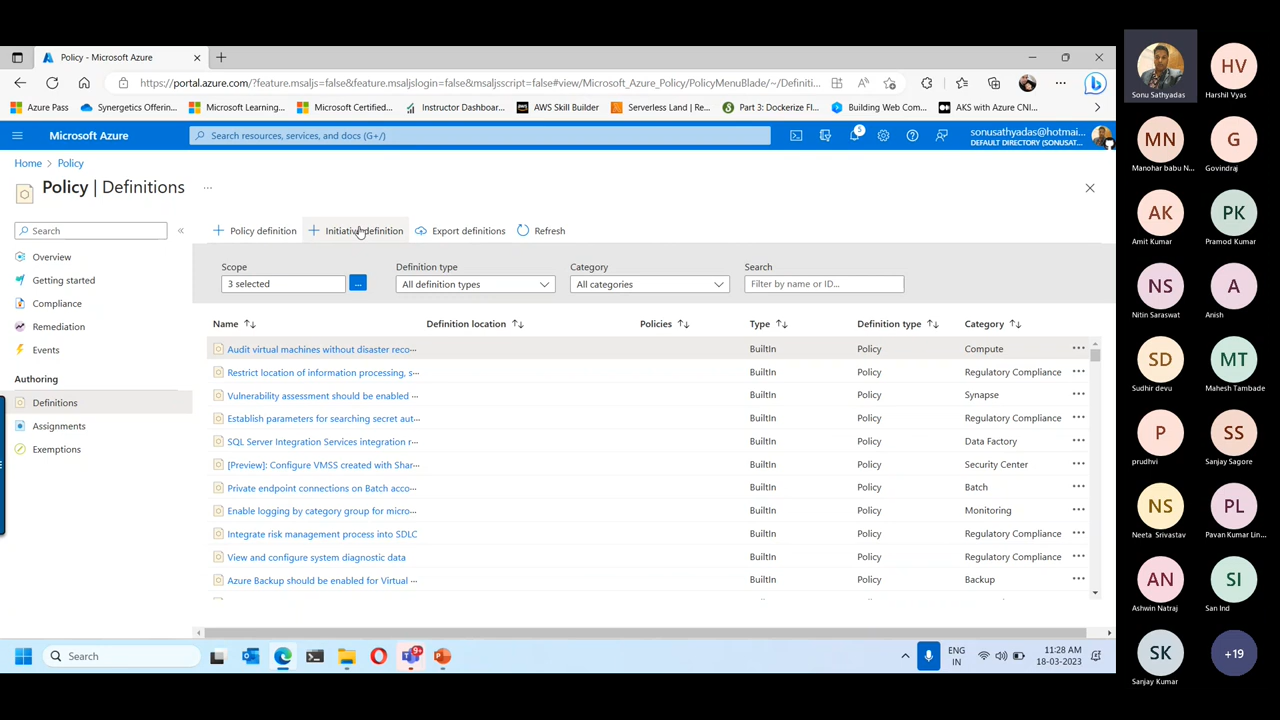 Policy - Microsoft Azure
https://portal.azure.com/?feature.msaljs=false&feature.msaljslogin=false&msaljsscript=false#view/Microsoft_Azure_Policy/PolicyMenuBlade/~/Definiti...
Azure Pass
Synergetics Offerin...
Microsoft Learning...
Microsoft Certified...
Instructor Dashboar...
AWS Skill Builder
Serverless Land | Re...
Part 3: Dockerize Fl...
Building Web Com...
AKS with Azure CNI...
Microsoft Azure
Search resources, services, and docs (G+/)
5
sonusathyadas@hotmai...
DEFAULT DIRECTORY (SONUSAT...
Home > Policy >
Policy | Definitions
Search
Policy definition
Initiative definition
Export definitions
Refresh
Overview
Getting started
Compliance
Remediation
Events
Authoring
Definitions
Assignments
Exemptions
Scope
3 selected
Definition type
All definition types
Category
All categories
Search
Filter by name or ID...
Name Definition location Policies Type Definition type Category
Audit virtual machines without disaster reco... BuiltIn Policy Compute
Restrict location of information processing, s... BuiltIn Policy Regulatory Compliance
Vulnerability assessment should be enabled ... BuiltIn Policy Synapse
Establish parameters for searching secret aut... BuiltIn Policy Regulatory Compliance
SQL Server Integration Services integration r... BuiltIn Policy Data Factory
[Preview]: Configure VMSS created with Shar... BuiltIn Policy Security Center
Private endpoint connections on Batch acco... BuiltIn Policy Batch
Enable logging by category group for micro... BuiltIn Policy Monitoring
Integrate risk management process into SDLC BuiltIn Policy Regulatory Compliance
View and configure system diagnostic data BuiltIn Policy Regulatory Compliance
Azure Backup should be enabled for Virtual ... BuiltIn Policy Backup
Search
9+
ENG
IN
11:28 AM
18-03-2023
Sonu Sathyadas
HV
Harshil Vyas
MN
Manohar babu N...
G
Govindraj
AK
Amit Kumar
PK
Pramod Kumar
NS
Nitin Saraswat
A
Anish
SD
Sudhir devu
MT
Mahesh Tambade
P
prudhvi
SS
Sanjay Sagore
NS
Neeta Srivastav
PL
Pavan Kumar Lin...
AN
Ashwin Natraj
SI
San Ind
SK
Sanjay Kumar
+19